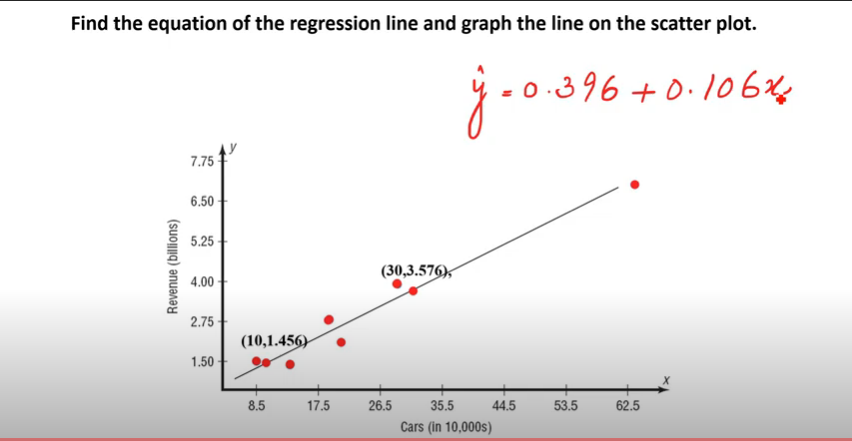 Find the equation of the regression line and graph the line on the scatter plot.
ŷ = 0.396 + 0.106x
y
7.75
6.50
5.25
4.00
2.75
1.50
Revenue (billions)
(30,3.576),
(10,1.456)
x
8.5 17.5 26.5 35.5 44.5 53.5 62.5
Cars (in 10,000s)